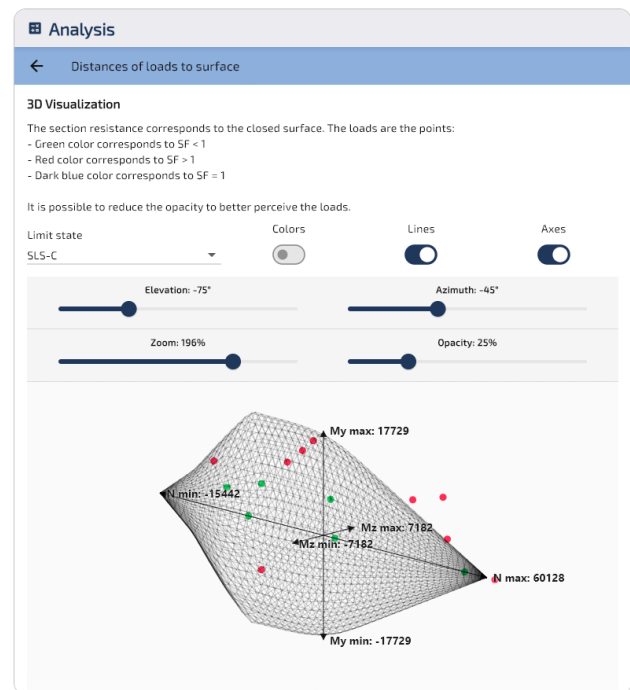 Analysis
Distances of loads to surface
3D Visualization
The section resistance corresponds to the closed surface. The loads are the points:
- Green color corresponds to SF < 1
- Red color corresponds to SF > 1
- Dark blue color corresponds to SF = 1
It is possible to reduce the opacity to better perceive the loads.
Limit state
Colors
Lines
Axes
SLS-C
Elevation: -75°
Azimuth: -45°
Zoom: 196%
Opacity: 25%
My max: 17729
N min: -15442
Mz max: 7182
Mz min: -7182
N max: 60128
My min: -17729